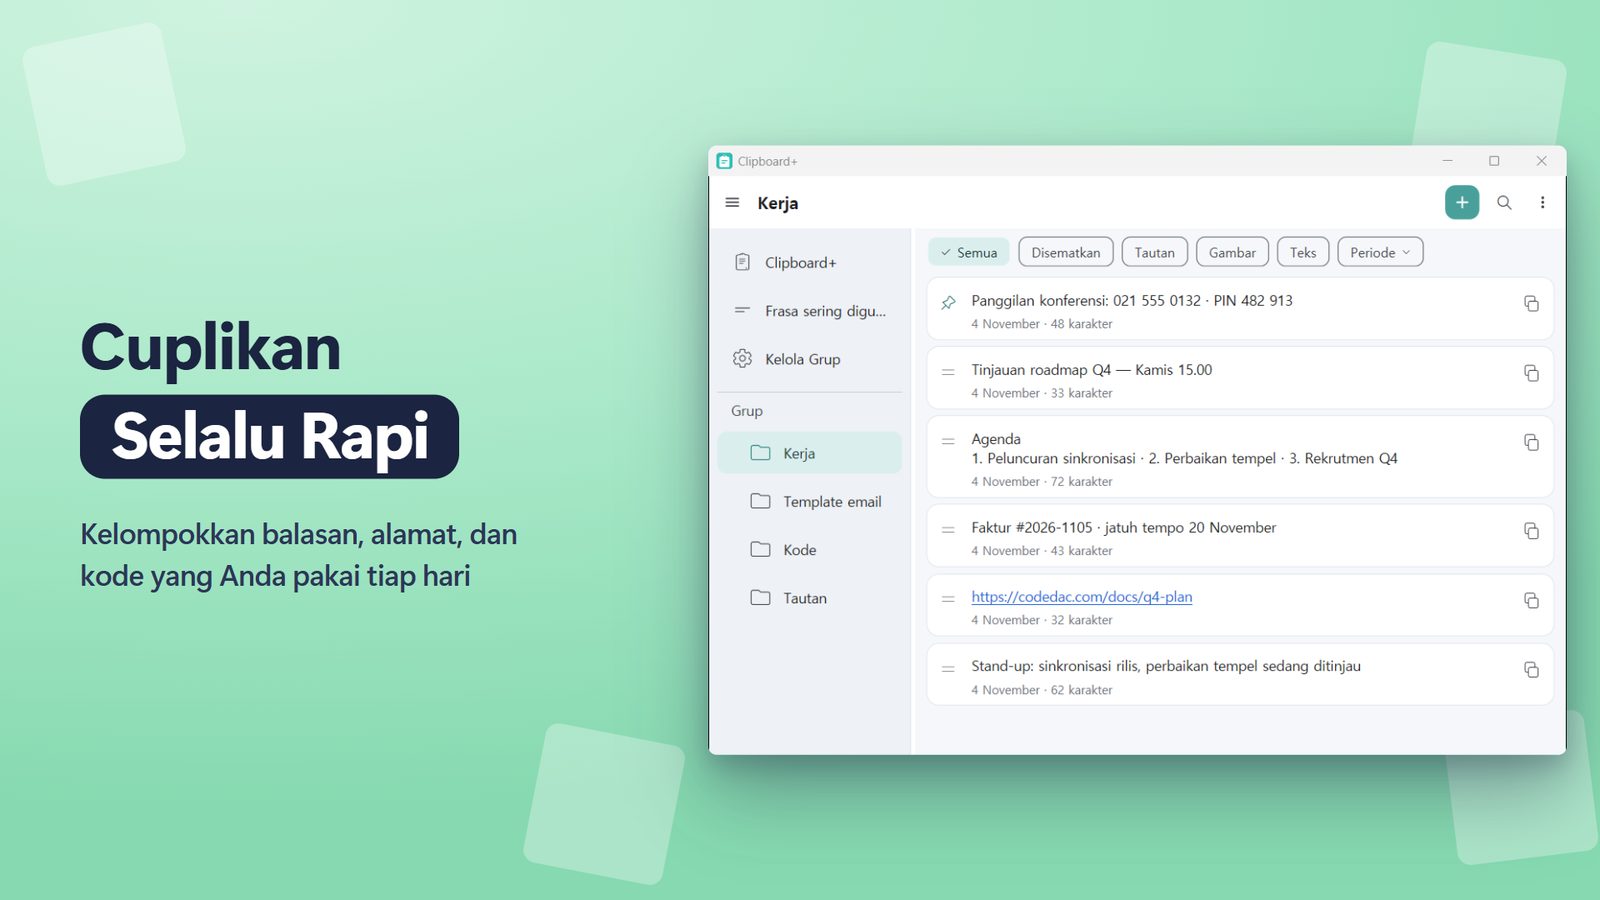 Cuplikan
Selalu Rapi
Kelompokkan balasan, alamat, dan
kode yang Anda pakai tiap hari
Clipboard+
Kerja
Clipboard+
Frasa sering digu...
Kelola Grup
Grup
Kerja
Template email
Kode
Tautan
Semua
Disematkan
Tautan
Gambar
Teks
Periode
Panggilan konferensi: 021 555 0132 · PIN 482 913
4 November · 48 karakter
Tinjauan roadmap Q4 — Kamis 15.00
4 November · 33 karakter
Agenda
1. Peluncuran sinkronisasi · 2. Perbaikan tempel · 3. Rekrutmen Q4
4 November · 72 karakter
Faktur #2026-1105 · jatuh tempo 20 November
4 November · 43 karakter
https://codedac.com/docs/q4-plan
4 November · 32 karakter
Stand-up: sinkronisasi rilis, perbaikan tempel sedang ditinjau
4 November · 62 karakter